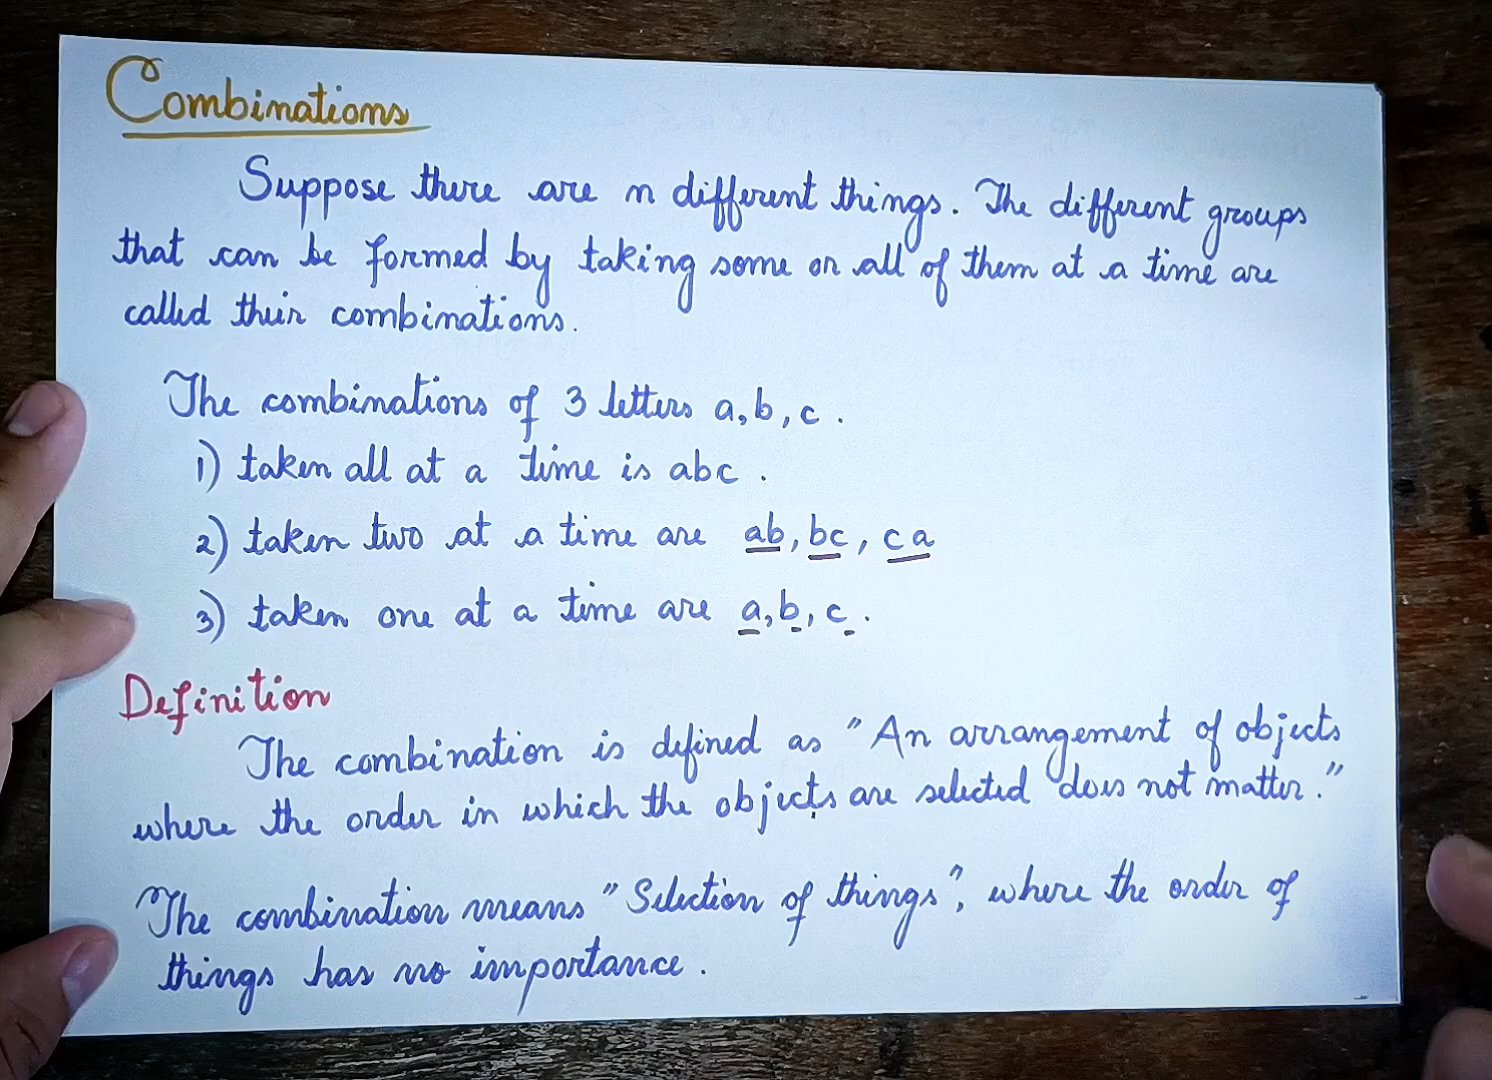 Combinations
Suppose there are n different things. The different groups
that can be formed by taking some or all of them at a time are
called their combinations.
The combinations of 3 letters a, b, c.
1) taken all at a time is abc.
2) taken two at a time are ab, bc, ca
3) taken one at a time are a, b, c.
Definition
The combination is defined as "An arrangement of objects
where the order in which the objects are selected does not matter."
The combination means "Selection of things", where the order of
things has no importance.